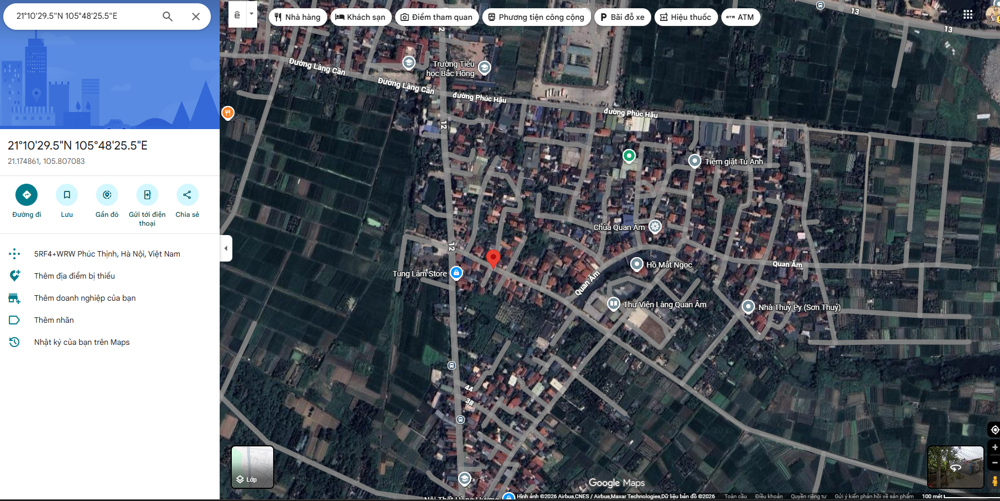 21°10'29.5"N 105°48'25.5"E
ê
Nhà hàng
Khách sạn
Điểm tham quan
Phương tiện công cộng
Bãi đỗ xe
Hiệu thuốc
ATM
21°10'29.5"N 105°48'25.5"E
21.174861, 105.807083
Đường đi
Lưu
Gần đó
Gửi tới điện
thoại
Chia sẻ
5RF4+WRW Phúc Thịnh, Hà Nội, Việt Nam
Thêm địa điểm bị thiếu
Thêm doanh nghiệp của bạn
Thêm nhãn
Nhật ký của bạn trên Maps
13
13
2
Đường Làng Cần
Trường Tiểu
học Bắc Hồng
Đường Làng Cần
đường Phúc Hậu
đường Phúc Hậu
12
Tiệm giặt Tú Anh
Chùa Quan Âm
12
Hồ Mắt Ngọc
Quan Âm
Tùng Lâm Store
Quan Âm
Thư Viện Làng Quan Âm
Nhà Thuỷ Py (Sơn Thuỷ)
44
38
Lớp
Google Maps
Nội Thất Hồng Hường
Hình ảnh ©2026 Airbus,CNES / Airbus,Maxar Technologies,Dữ liệu bản đồ ©2026
Toàn cầu
Điều khoản
Quyền riêng tư
Gửi ý kiến phản hồi về sản phẩm
100 mét